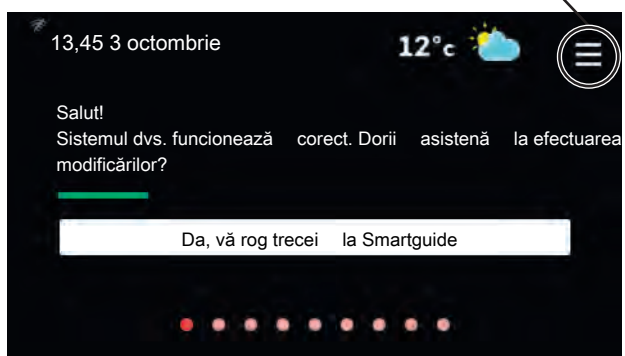 13,45 3 octombrie
12°c
Salut!
Sistemul dvs. funcionează corect. Dorii asistenă la efectuarea
modificărilor?
Da, vă rog trecei la Smartguide